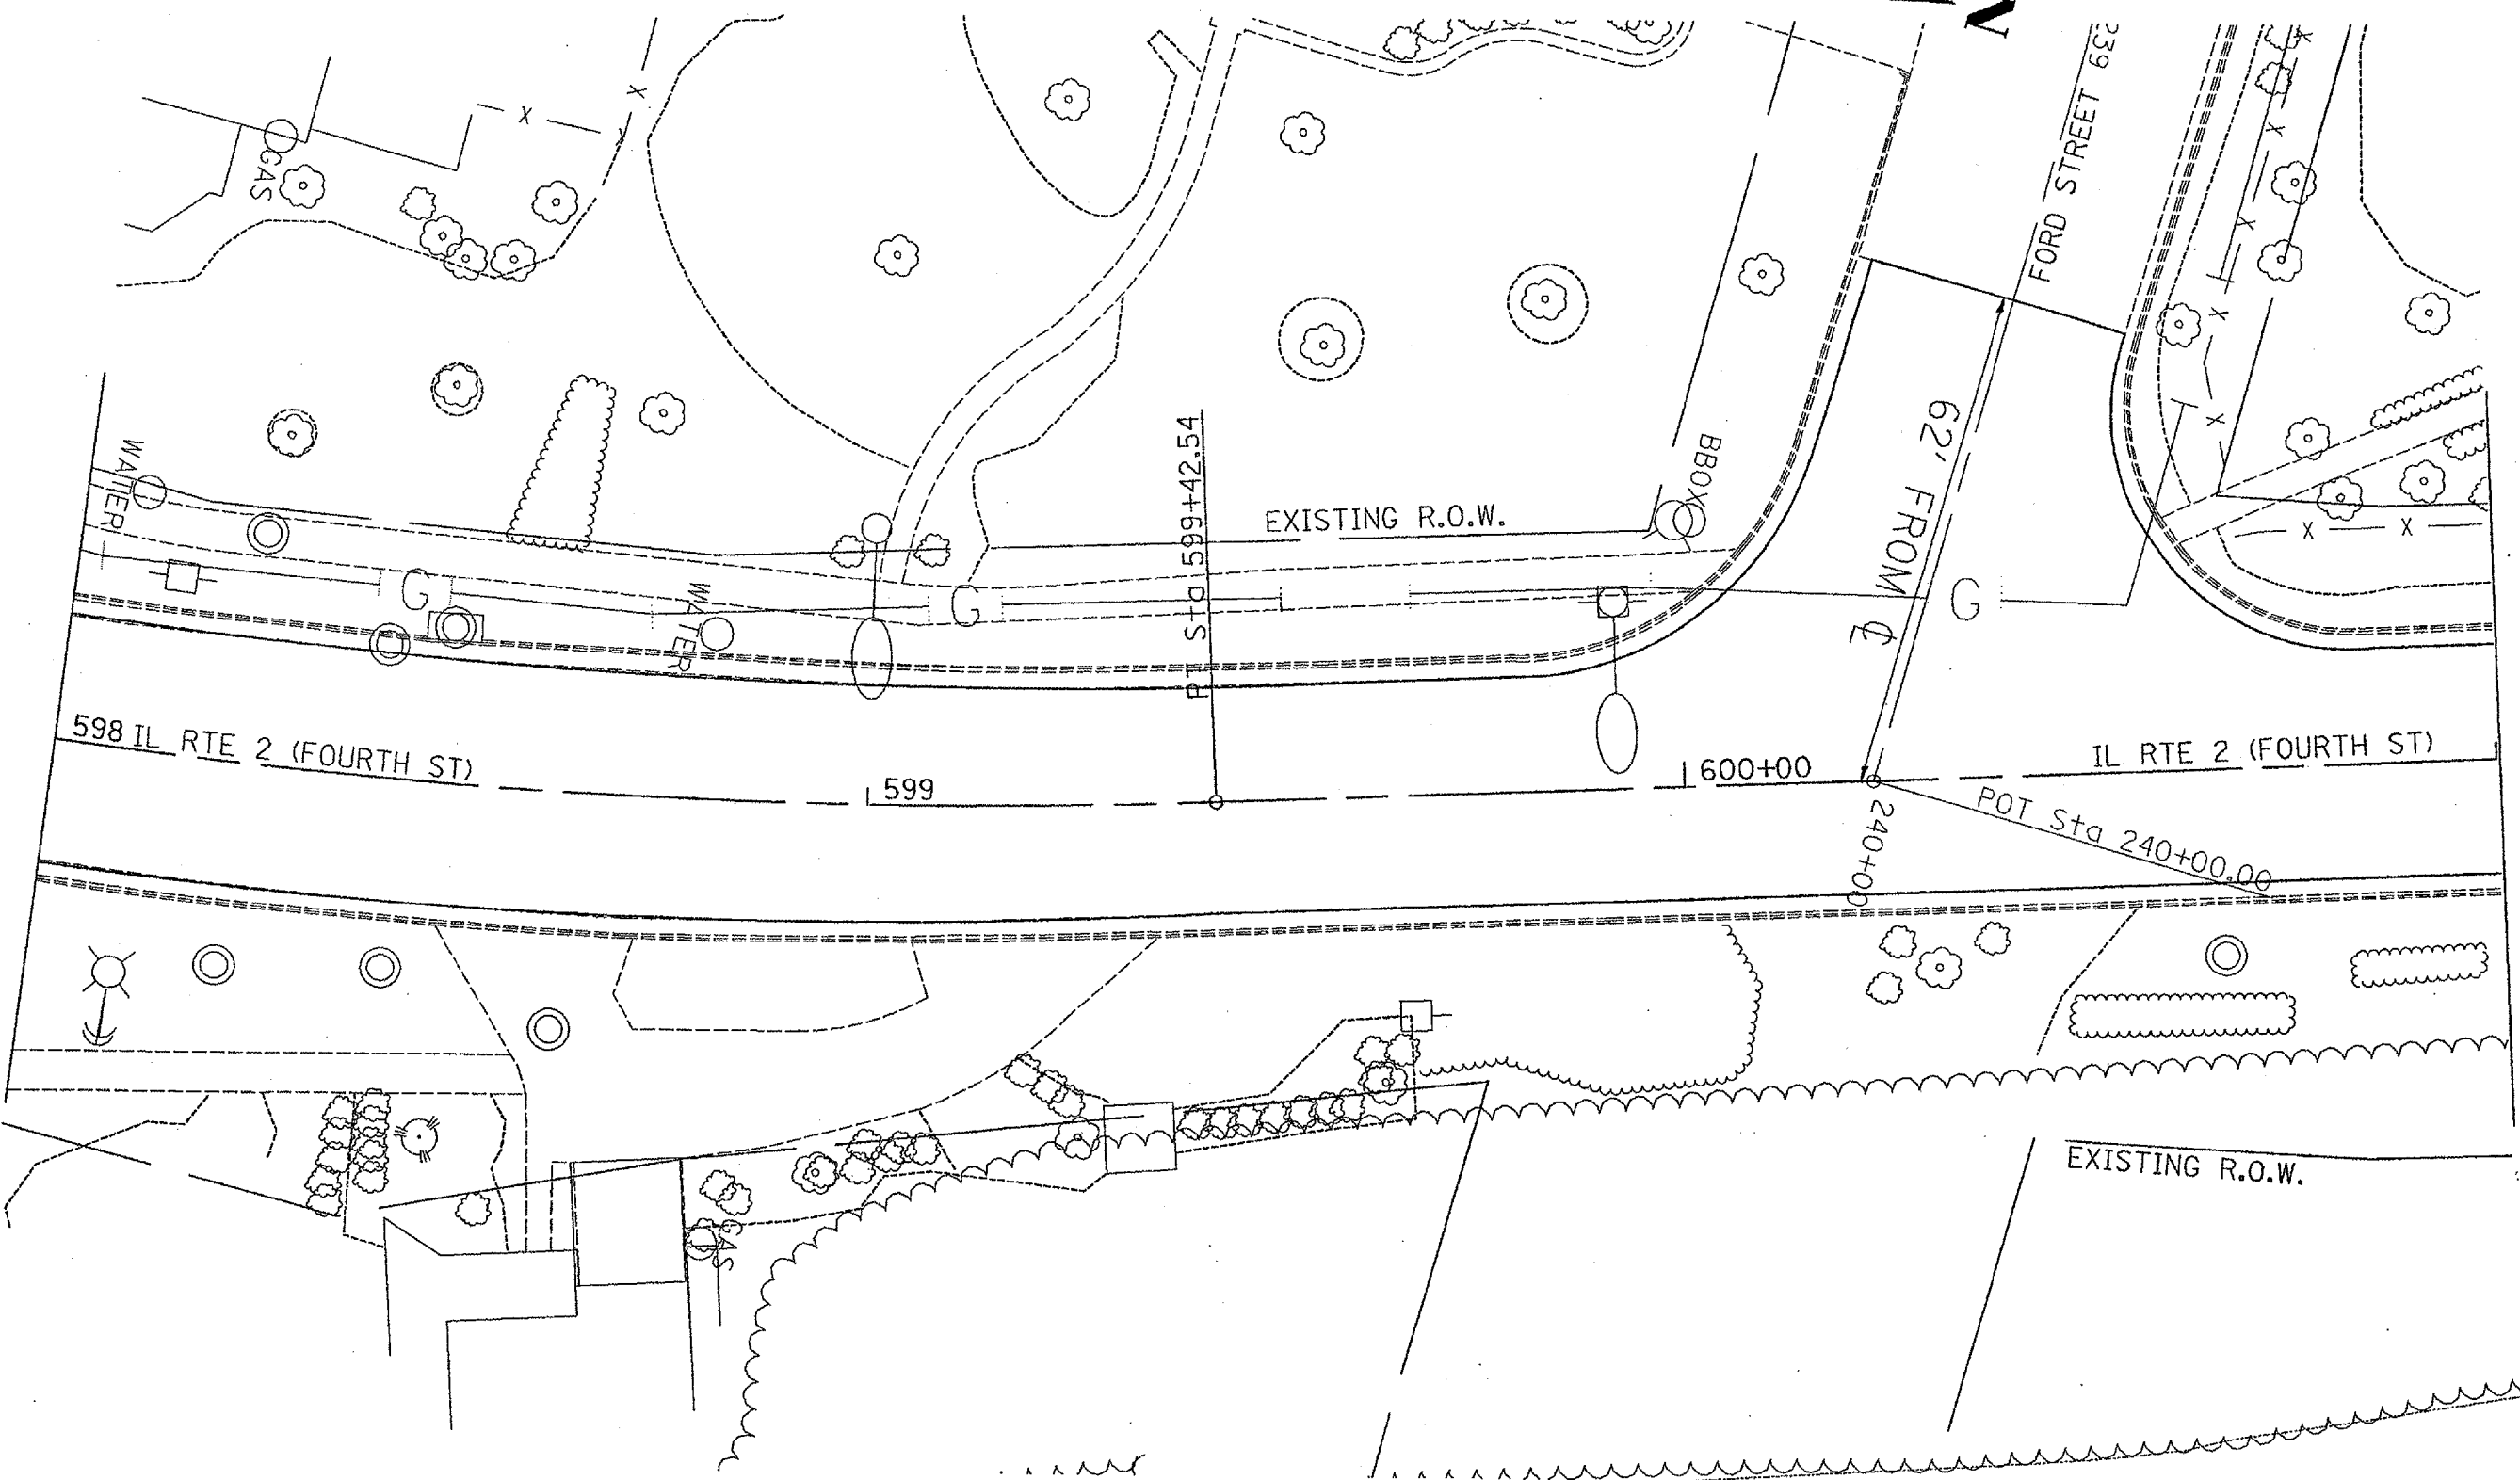 N
239
FORD STREET
GAS
WATER
PT Sta 599+42.54
BBOX
62' FROM ℄
EXISTING R.O.W.
G
G
G
WATER
598 IL RTE 2 (FOURTH ST)
599
600+00
IL RTE 2 (FOURTH ST)
240+00
POT Sta 240+00.00
EXISTING R.O.W.
GAS